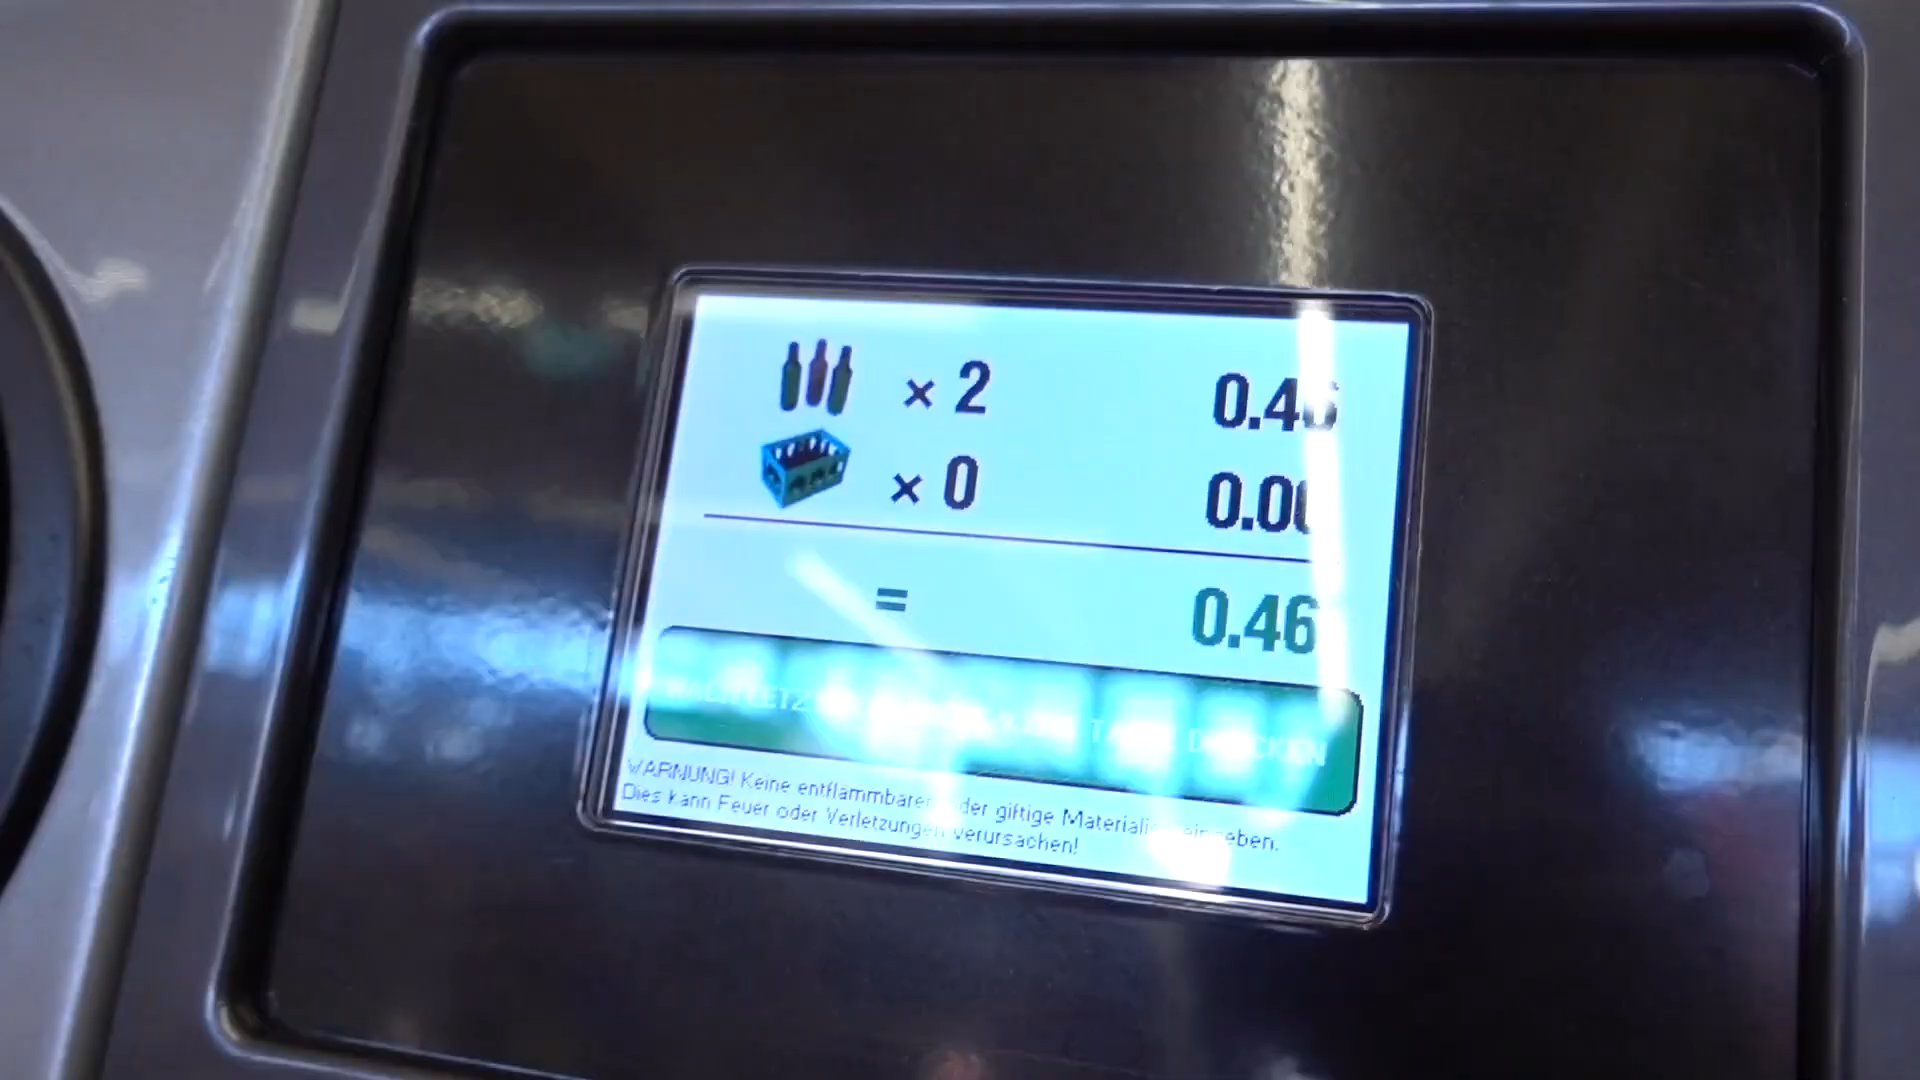 × 2 0.46
× 0 0.00
= 0.46
DRÜCKEN
WARNUNG! Keine entflammbaren oder giftige Materialien eingeben.
Dies kann Feuer oder Verletzungen verursachen!